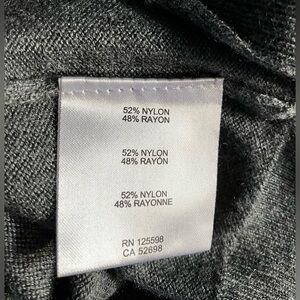 52% NYLON
48% RAYON
52% NYLON
48% RAYÓN
52% NYLON
48% RAYONNE
RN 125598
CA 52698